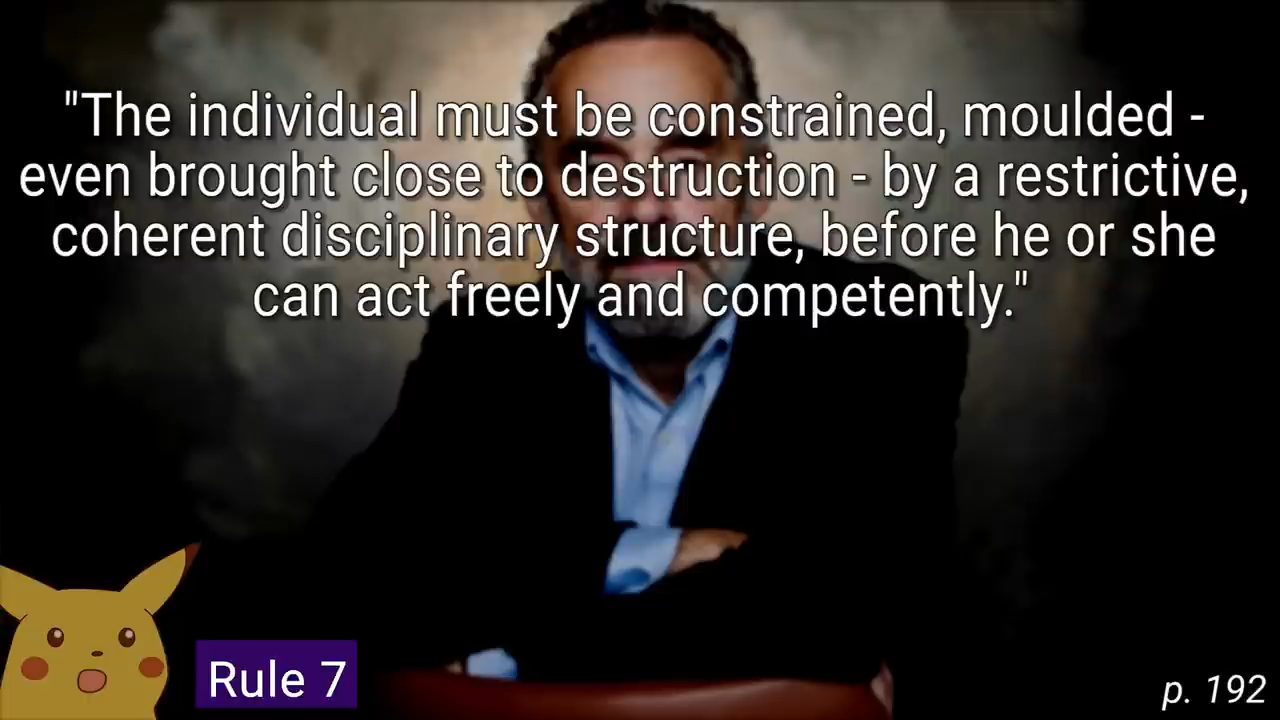 "The individual must be constrained, moulded -
even brought close to destruction - by a restrictive,
coherent disciplinary structure, before he or she
can act freely and competently."
Rule 7
p. 192